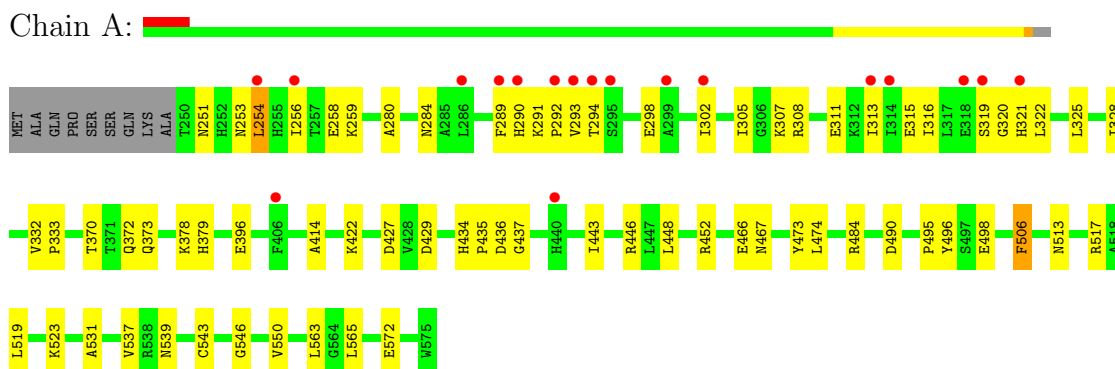 Chain A:
MET ALA GLN PRO SER SER GLN LYS ALA T250 N251 H252 N253 L254 H255 I256 T257 E258 K259 A280 N284 A285 L286 F289 H290 K291 P292 V293 T294 S295 E298 A299 I302 I305 G306 K307 R308 E311 K312 I313 I314 E315 I316 L317 E318 S319 G320 H321 L322 L325
V332 P333 T370 T371 Q372 Q373 K378 H379 E396 F406 A414 K422 D427 V428 D429 H434 P435 D436 G437 H440 I443 R446 L447 L448 R452 E466 N467 Y473 L474 R484 D490 P495 Y496 S497 E498 F506 N513 R517 A518
L519 K523 A531 V537 R538 N539 C543 G546 V550 L563 G564 L565 E572 W575